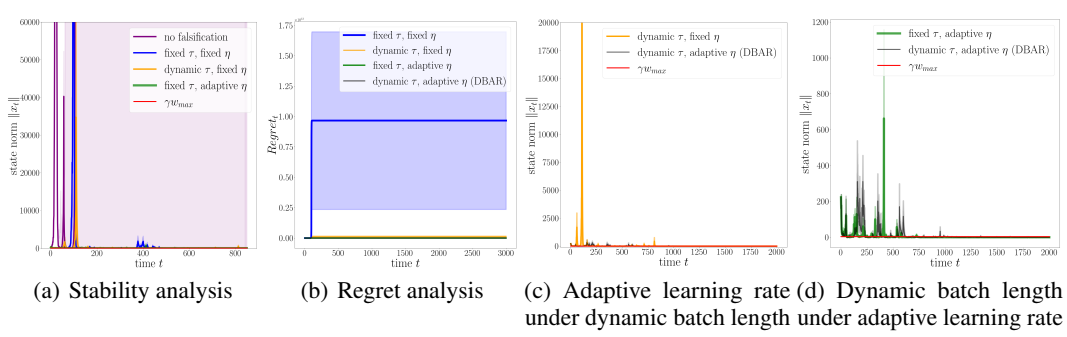 60000
50000
40000
30000
20000
10000
0
state norm ‖x_t‖
no falsification
fixed τ, fixed η
dynamic τ, fixed η
fixed τ, adaptive η
γw_max
0 200 400 600 800
time t
(a) Stability analysis
1.75
1.50
1.25
1.00
0.75
0.50
0.25
0.00
Regret_t
fixed τ, fixed η
dynamic τ, fixed η
fixed τ, adaptive η
dynamic τ, adaptive η (DBAR)
0 500 1000 1500 2000 2500 3000
time t
(b) Regret analysis
20000
17500
15000
12500
10000
7500
5000
2500
0
state norm ‖x_t‖
dynamic τ, fixed η
dynamic τ, adaptive η (DBAR)
γw_max
0 250 500 750 1000 1250 1500 1750 2000
time t
(c) Adaptive learning rate
under dynamic batch length
1200
1000
800
600
400
200
0
state norm ‖x_t‖
fixed τ, adaptive η
dynamic τ, adaptive η (DBAR)
γw_max
0 250 500 750 1000 1250 1500 1750 2000
time t
(d) Dynamic batch length
under adaptive learning rate